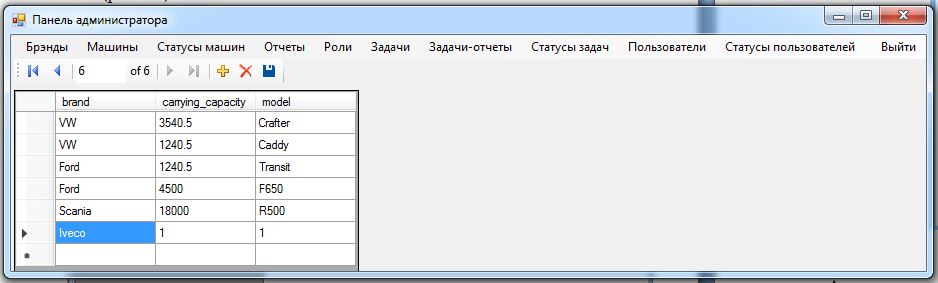 Панель администратора
Брэнды Машины Статусы машин Отчеты Роли Задачи Задачи-отчеты Статусы задач Пользователи Статусы пользователей Выйти
6 of 6
brand carrying_capacity model
VW 3540.5 Crafter
VW 1240.5 Caddy
Ford 1240.5 Transit
Ford 4500 F650
Scania 18000 R500
Iveco 1 1